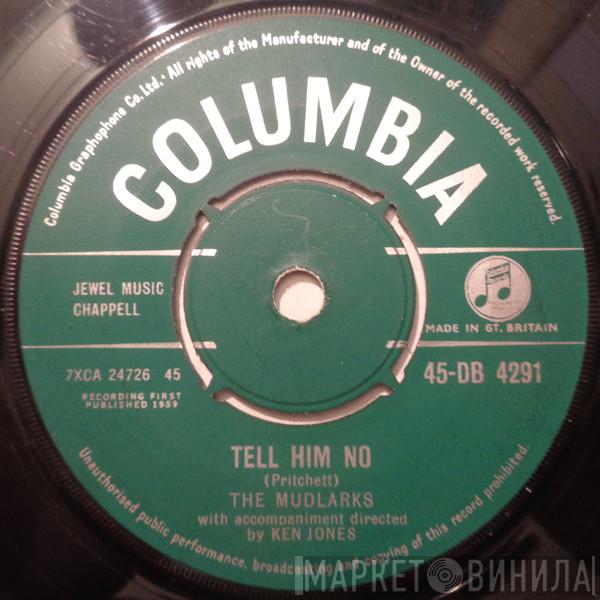 Columbia Graphophone Co. Ltd. · All rights of the Manufacturer and of the Owner of the recorded work reserved.
COLUMBIA
JEWEL MUSIC
CHAPPELL
MADE IN GT. BRITAIN
7XCA 24726 45
45-DB 4291
RECORDING FIRST
PUBLISHED 1959
TELL HIM NO
(Pritchett)
THE MUDLARKS
with accompaniment directed
by KEN JONES
Unauthorised public performance, broadcasting and copying of this record prohibited.
МАРКЕТ ВИНИЛА